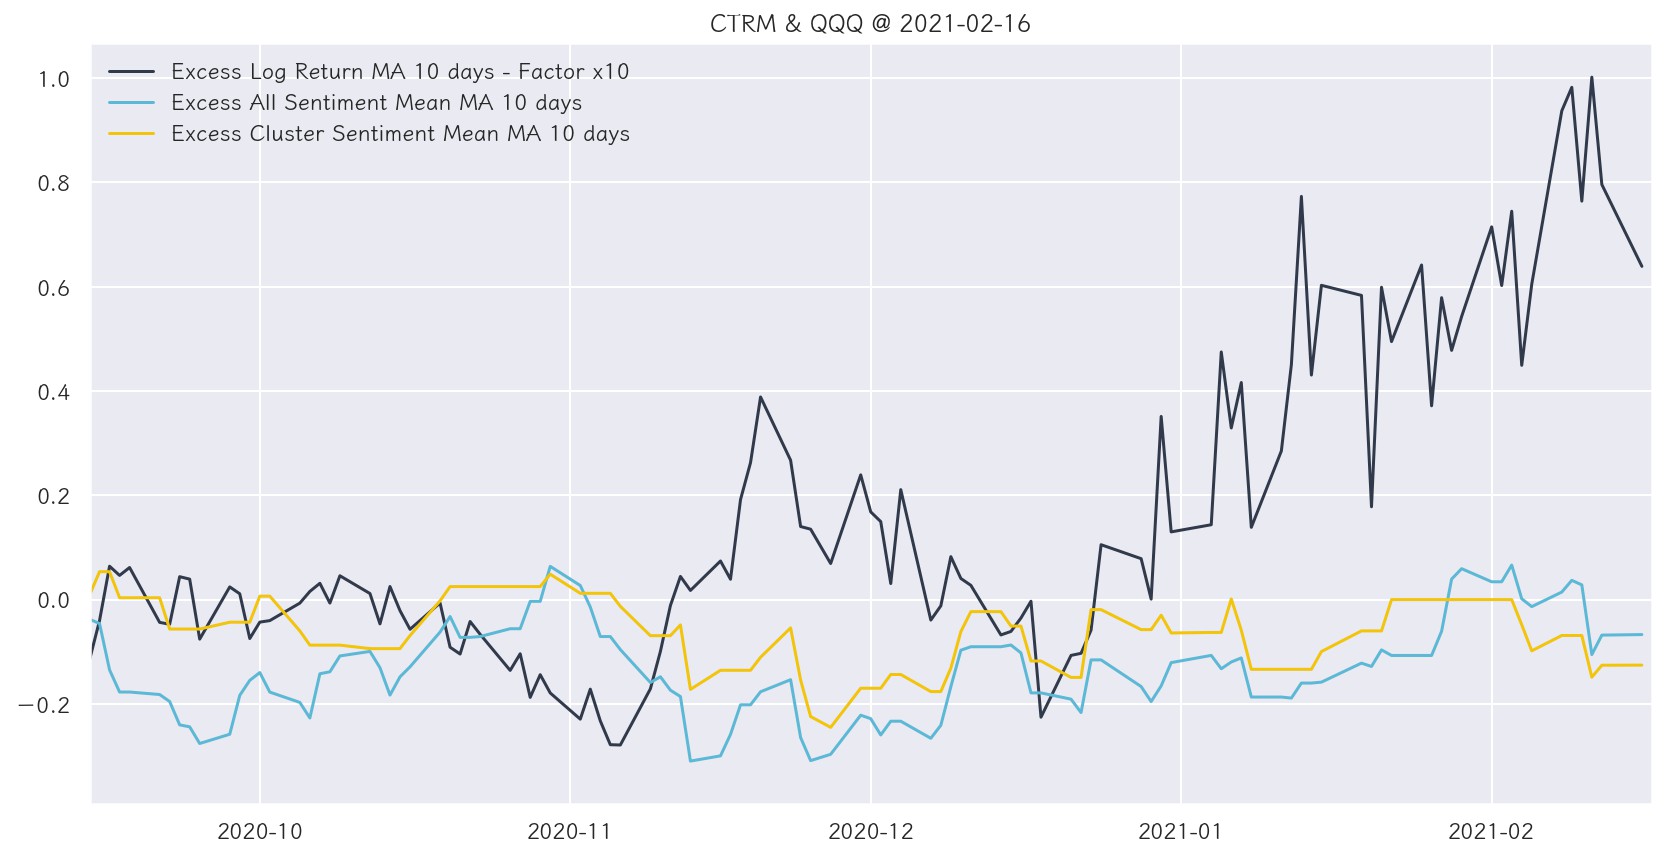 CTRM & QQQ @ 2021-02-16
Excess Log Return MA 10 days - Factor x10
Excess All Sentiment Mean MA 10 days
Excess Cluster Sentiment Mean MA 10 days
1.0
0.8
0.6
0.4
0.2
0.0
−0.2
2020-10 2020-11 2020-12 2021-01 2021-02